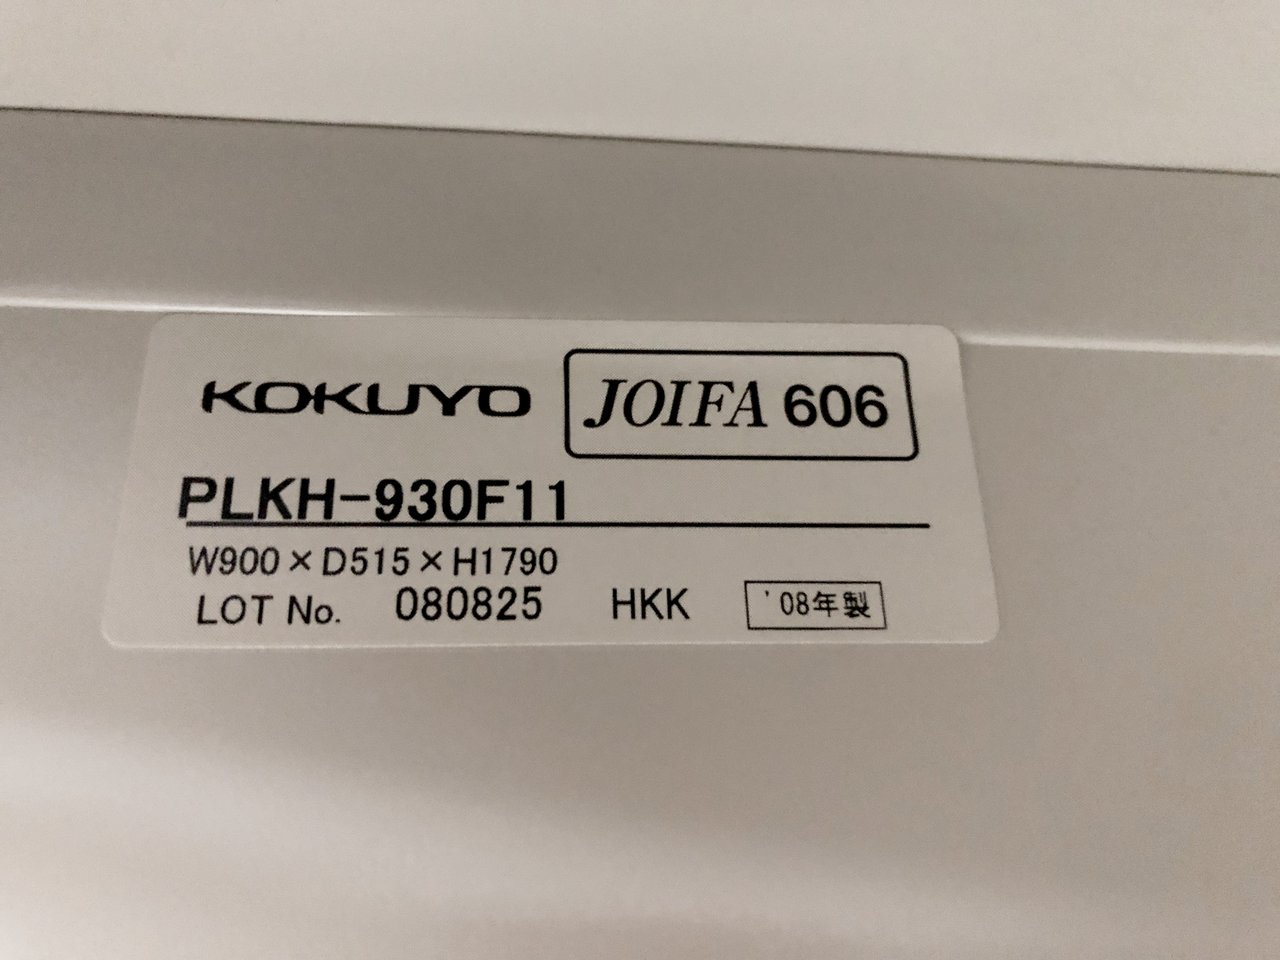 KOKUYO JOIFA 606
PLKH-930F11
W900×D515×H1790
LOT No. 080825 HKK '08年製